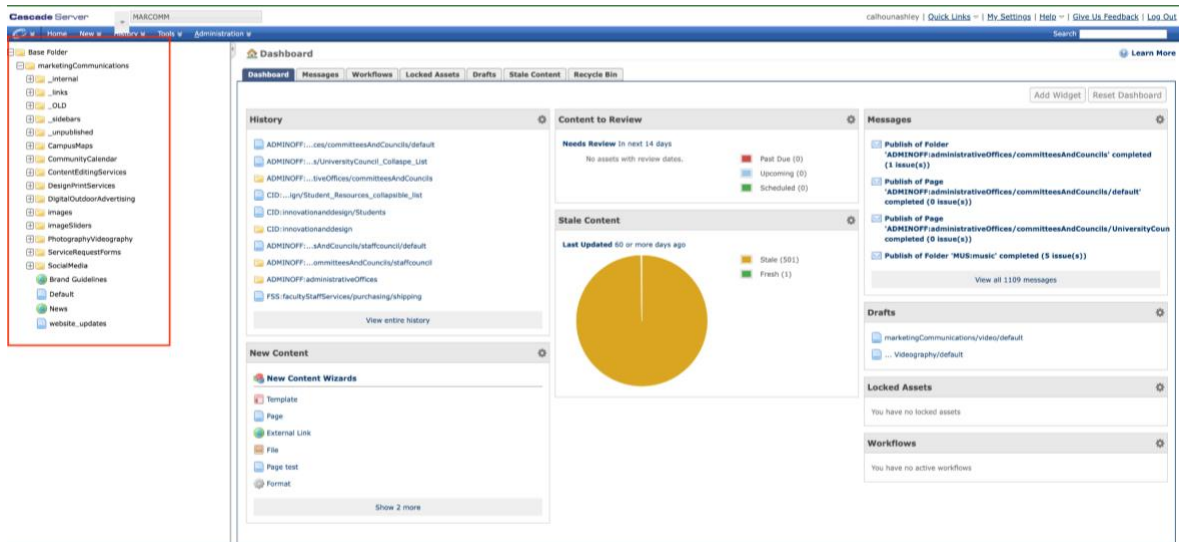 Cascade Server
MARCOMM
calhounashley | Quick Links | My Settings | Help | Give Us Feedback | Log Out
Home New History Tools Administration
Search
Base Folder
marketingCommunications
_internal
_links
_OLD
_sidebars
_unpublished
CampusMaps
CommunityCalendar
ContentEditingServices
DesignPrintServices
DigitalOutdoorAdvertising
images
imageSliders
PhotographyVideography
ServiceRequestForms
SocialMedia
Brand Guidelines
Default
News
website_updates
Dashboard
Learn More
Dashboard Messages Workflows Locked Assets Drafts Stale Content Recycle Bin
Add Widget Reset Dashboard
History
ADMINOFF:...ces/committeesAndCouncils/default
ADMINOFF:...s/UniversityCouncil_Collaspe_List
ADMINOFF:...tiveOffices/committeesAndCouncils
CID:...ign/Student_Resources_collapsible_list
CID:innovationanddesign/Students
CID:innovationanddesign
ADMINOFF:...sAndCouncils/staffcouncil/default
ADMINOFF:...ommitteesAndCouncils/staffcouncil
ADMINOFF:administrativeOffices
FSS:facultyStaffServices/purchasing/shipping
View entire history
New Content
New Content Wizards
Template
Page
External Link
File
Page test
Format
Show 2 more
Content to Review
Needs Review In next 14 days
No assets with review dates.
Past Due (0)
Upcoming (0)
Scheduled (0)
Stale Content
Last Updated 60 or more days ago
Stale (501)
Fresh (1)
Messages
Publish of Folder
'ADMINOFF:administrativeOffices/committeesAndCouncils' completed
(1 issue(s))
Publish of Page
'ADMINOFF:administrativeOffices/committeesAndCouncils/default'
completed (0 issue(s))
Publish of Page
'ADMINOFF:administrativeOffices/committeesAndCouncils/UniversityCoun
completed (0 issue(s))
Publish of Folder 'MUS:music' completed (5 issue(s))
View all 1109 messages
Drafts
marketingCommunications/video/default
... Videography/default
Locked Assets
You have no locked assets
Workflows
You have no active workflows